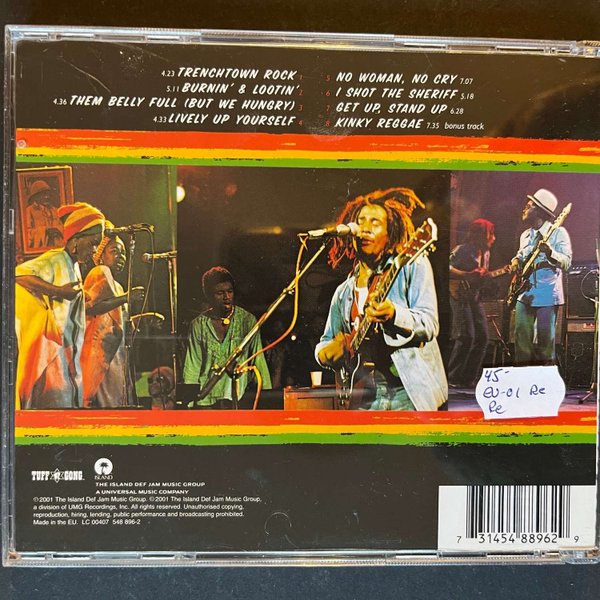 4.23 TRENCHTOWN ROCK 1
5.11 BURNIN' & LOOTIN' 2
4.36 THEM BELLY FULL (BUT WE HUNGRY) 3
4.33 LIVELY UP YOURSELF 4
5 NO WOMAN, NO CRY 7.07
6 I SHOT THE SHERIFF 5.18
7 GET UP, STAND UP 6.28
8 KINKY REGGAE 7.35 bonus track
45-
EU-01 Re
Re
TUFF GONG
ISLAND
THE ISLAND DEF JAM MUSIC GROUP
A UNIVERSAL MUSIC COMPANY
℗2001 The Island Def Jam Music Group. ©2001 The Island Def Jam Music Group,
a division of UMG Recordings, Inc. All rights reserved. Unauthorised copying,
reproduction, hiring, lending, public performance and broadcasting prohibited.
Made in the EU. LC 00407 548 896-2
7 31454 88962 9